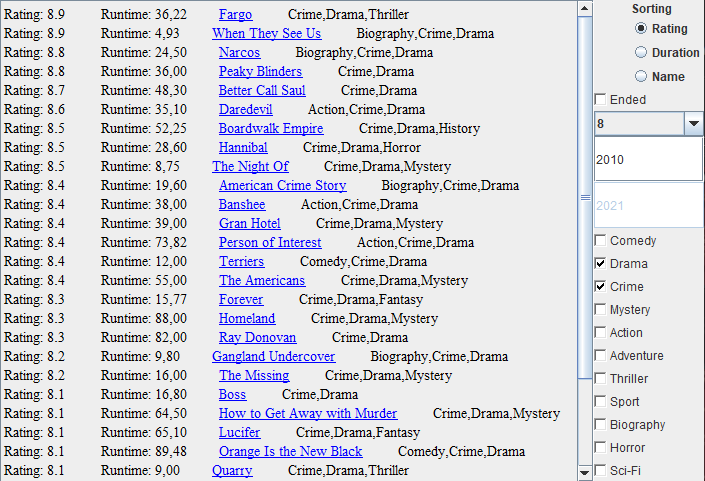 Rating: 8.9 Runtime: 36,22 Fargo Crime,Drama,Thriller
Rating: 8.9 Runtime: 4,93 When They See Us Biography,Crime,Drama
Rating: 8.8 Runtime: 24,50 Narcos Biography,Crime,Drama
Rating: 8.8 Runtime: 36,00 Peaky Blinders Crime,Drama
Rating: 8.7 Runtime: 48,30 Better Call Saul Crime,Drama
Rating: 8.6 Runtime: 35,10 Daredevil Action,Crime,Drama
Rating: 8.5 Runtime: 52,25 Boardwalk Empire Crime,Drama,History
Rating: 8.5 Runtime: 28,60 Hannibal Crime,Drama,Horror
Rating: 8.5 Runtime: 8,75 The Night Of Crime,Drama,Mystery
Rating: 8.4 Runtime: 19,60 American Crime Story Biography,Crime,Drama
Rating: 8.4 Runtime: 38,00 Banshee Action,Crime,Drama
Rating: 8.4 Runtime: 39,00 Gran Hotel Crime,Drama,Mystery
Rating: 8.4 Runtime: 73,82 Person of Interest Action,Crime,Drama
Rating: 8.4 Runtime: 12,00 Terriers Comedy,Crime,Drama
Rating: 8.4 Runtime: 55,00 The Americans Crime,Drama,Mystery
Rating: 8.3 Runtime: 15,77 Forever Crime,Drama,Fantasy
Rating: 8.3 Runtime: 88,00 Homeland Crime,Drama,Mystery
Rating: 8.3 Runtime: 82,00 Ray Donovan Crime,Drama
Rating: 8.2 Runtime: 9,80 Gangland Undercover Biography,Crime,Drama
Rating: 8.2 Runtime: 16,00 The Missing Crime,Drama,Mystery
Rating: 8.1 Runtime: 16,80 Boss Crime,Drama
Rating: 8.1 Runtime: 64,50 How to Get Away with Murder Crime,Drama,Mystery
Rating: 8.1 Runtime: 65,10 Lucifer Crime,Drama,Fantasy
Rating: 8.1 Runtime: 89,48 Orange Is the New Black Comedy,Crime,Drama
Rating: 8.1 Runtime: 9,00 Quarry Crime,Drama,Thriller
Sorting
Rating
Duration
Name
Ended
8
2010
2021
Comedy
Drama
Crime
Mystery
Action
Adventure
Thriller
Sport
Biography
Horror
Sci-Fi